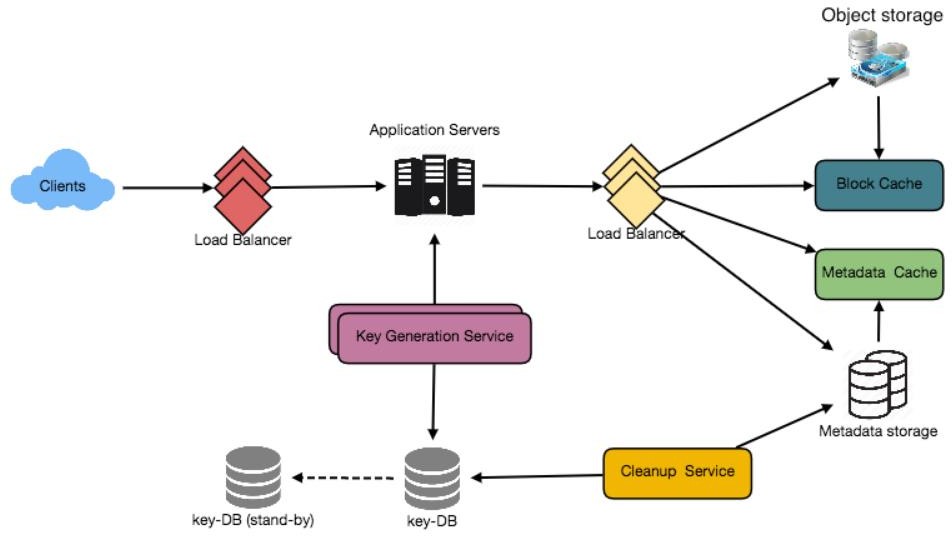 Object storage
Application Servers
Clients
Block Cache
Load Balancer
Load Balancer
Metadata Cache
Key Generation Service
Metadata storage
Cleanup Service
key-DB (stand-by)
key-DB